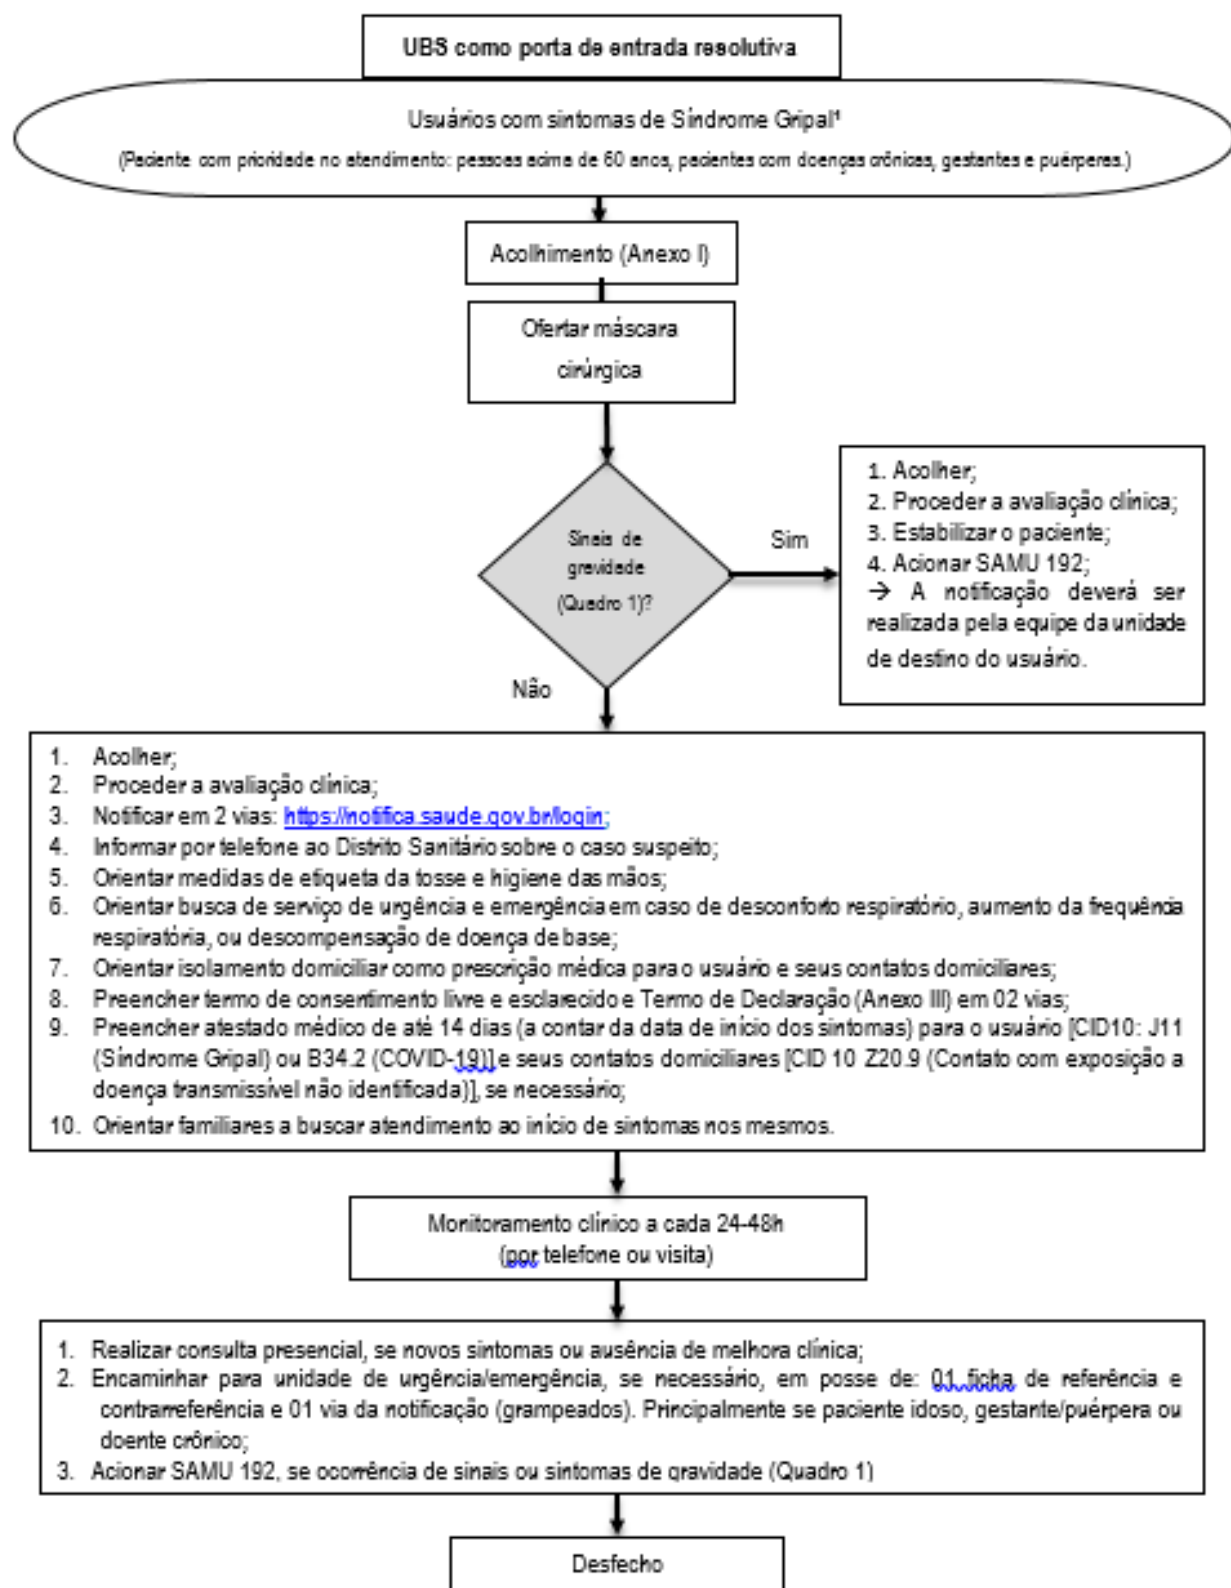 UBS como porta de entrada resolutiva
Usuários com sintomas de Síndrome Gripal¹
(Paciente com prioridade no atendimento: pessoas acima de 60 anos, pacientes com doenças crônicas, gestantes e puérperas.)
Acolhimento (Anexo I)
Ofertar máscara
cirúrgica
Sinais de
gravidade
(Quadro 1)?
Sim
1. Acolher;
2. Proceder a avaliação clínica;
3. Estabilizar o paciente;
4. Acionar SAMU 192;
→ A notificação deverá ser
realizada pela equipe da unidade
de destino do usuário.
Não
1. Acolher;
2. Proceder a avaliação clínica;
3. Notificar em 2 vias: https://notifica.saude.gov.br/login;
4. Informar por telefone ao Distrito Sanitário sobre o caso suspeito;
5. Orientar medidas de etiqueta da tosse e higiene das mãos;
6. Orientar busca de serviço de urgência e emergência em caso de desconforto respiratório, aumento da frequência
respiratória, ou descompensação de doença de base;
7. Orientar isolamento domiciliar como prescrição médica para o usuário e seus contatos domiciliares;
8. Preencher termo de consentimento livre e esclarecido e Termo de Declaração (Anexo III) em 02 vias;
9. Preencher atestado médico de até 14 dias (a contar da data de início dos sintomas) para o usuário [CID10: J11
(Síndrome Gripal) ou B34.2 (COVID-19)] e seus contatos domiciliares [CID 10 Z20.9 (Contato com exposição a
doença transmissível não identificada)], se necessário;
10. Orientar familiares a buscar atendimento ao início de sintomas nos mesmos.
Monitoramento clínico a cada 24-48h
(por telefone ou visita)
1. Realizar consulta presencial, se novos sintomas ou ausência de melhora clínica;
2. Encaminhar para unidade de urgência/emergência, se necessário, em posse de: 01 ficha de referência e
contrarreferência e 01 via da notificação (grampeados). Principalmente se paciente idoso, gestante/puérpera ou
doente crônico;
3. Acionar SAMU 192, se ocorrência de sinais ou sintomas de gravidade (Quadro 1)
Desfecho